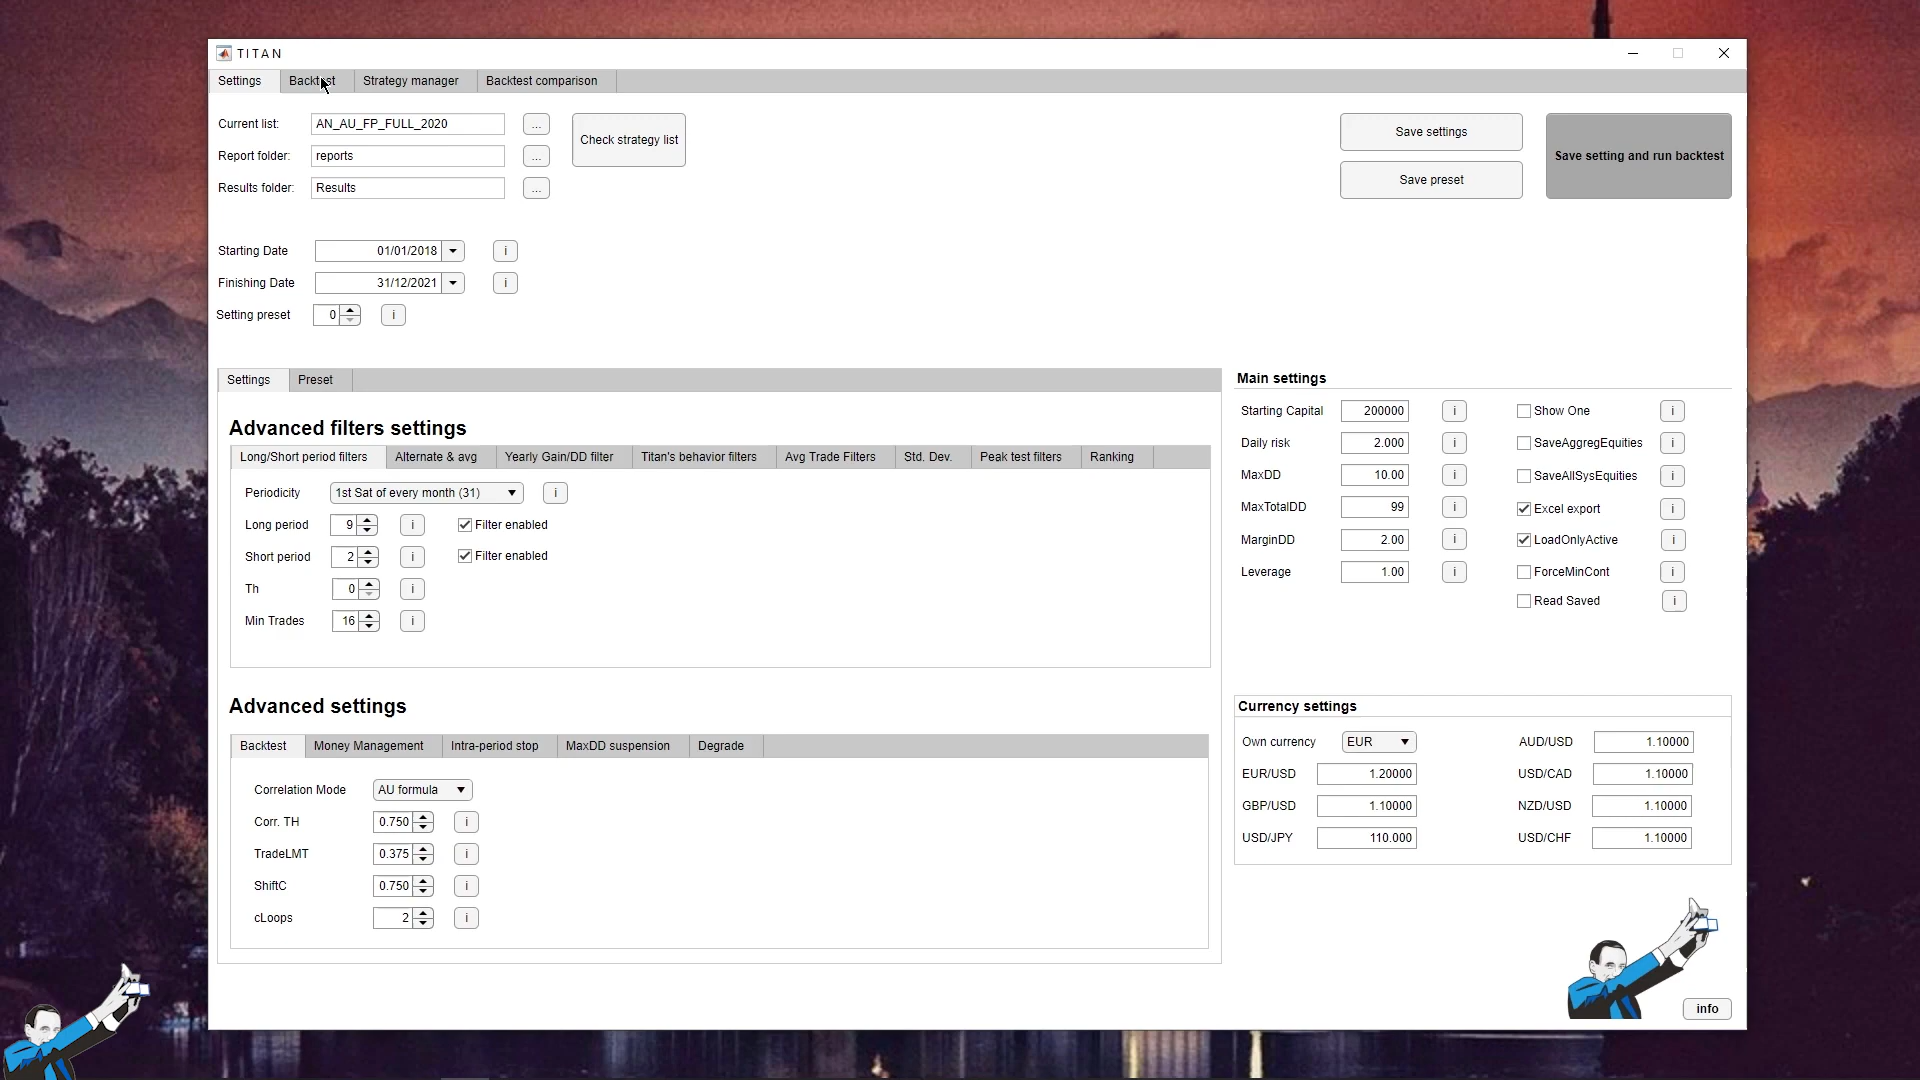 TITAN
Settings Backtest Strategy manager Backtest comparison
Current list: AN_AU_FP_FULL_2020 ... Check strategy list
Report folder: reports ...
Results folder: Results ...
Save settings
Save preset
Save setting and run backtest
Starting Date 01/01/2018 i
Finishing Date 31/12/2021 i
Setting preset 0 i
Settings Preset
Advanced filters settings
Long/Short period filters Alternate & avg Yearly Gain/DD filter Titan's behavior filters Avg Trade Filters Std. Dev. Peak test filters Ranking
Periodicity 1st Sat of every month (31) i
Long period 9 i Filter enabled
Short period 2 i Filter enabled
Th 0 i
Min Trades 16 i
Advanced settings
Backtest Money Management Intra-period stop MaxDD suspension Degrade
Correlation Mode AU formula
Corr. TH 0.750 i
TradeLMT 0.375 i
ShiftC 0.750 i
cLoops 2 i
Main settings
Starting Capital 200000 i Show One i
Daily risk 2.000 i SaveAggregEquities i
MaxDD 10.00 i SaveAllSysEquities i
MaxTotalDD 99 i Excel export i
MarginDD 2.00 i LoadOnlyActive i
Leverage 1.00 i ForceMinCont i
Read Saved i
Currency settings
Own currency EUR AUD/USD 1.10000
EUR/USD 1.20000 USD/CAD 1.10000
GBP/USD 1.10000 NZD/USD 1.10000
USD/JPY 110.000 USD/CHF 1.10000
info